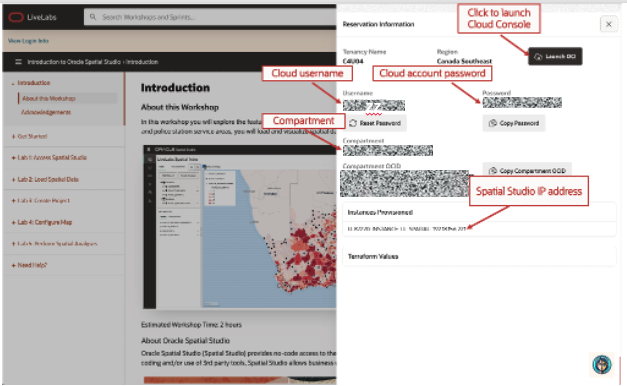 LiveLabs
Search Workshops and Sprints...
View Login Info
Introduction to Oracle Spatial Studio › Introduction
Introduction
About this Workshop
Acknowledgements
+ Get Started
+ Lab 1: Access Spatial Studio
+ Lab 2: Load Spatial Data
+ Lab 3: Create Project
+ Lab 4: Configure Map
+ Lab 5: Perform Spatial Analyses
+ Need Help?
Introduction
About this Workshop
In this workshop you will explore the
and police station service areas, you will load and visualize spatial
Estimated Workshop Time: 2 hours
About Oracle Spatial Studio
Oracle Spatial Studio (Spatial Studio) provides no-code access to the
coding and/or use of 3rd party tools, Spatial Studio allows business
Reservation Information
Click to launch
Cloud Console
Tenancy Name
C4U04
Region
Canada Southeast
Launch OCI
Cloud username
Cloud account password
Username
Password
Reset Password
Copy Password
Compartment
Compartment
Compartment OCID
Copy Compartment OCID
Spatial Studio IP address
Instances Provisioned
Terraform Values